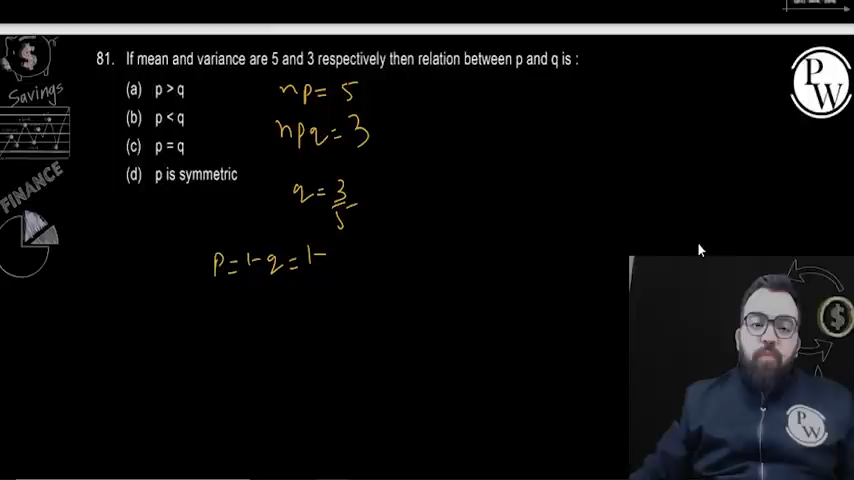 81. If mean and variance are 5 and 3 respectively then relation between p and q is :
(a) p > q
(b) p < q
(c) p = q
(d) p is symmetric
np = 5
npq = 3
q = 3/5
P = 1 - q = 1 -
Savings
FINANCE
$
PW
$
PW